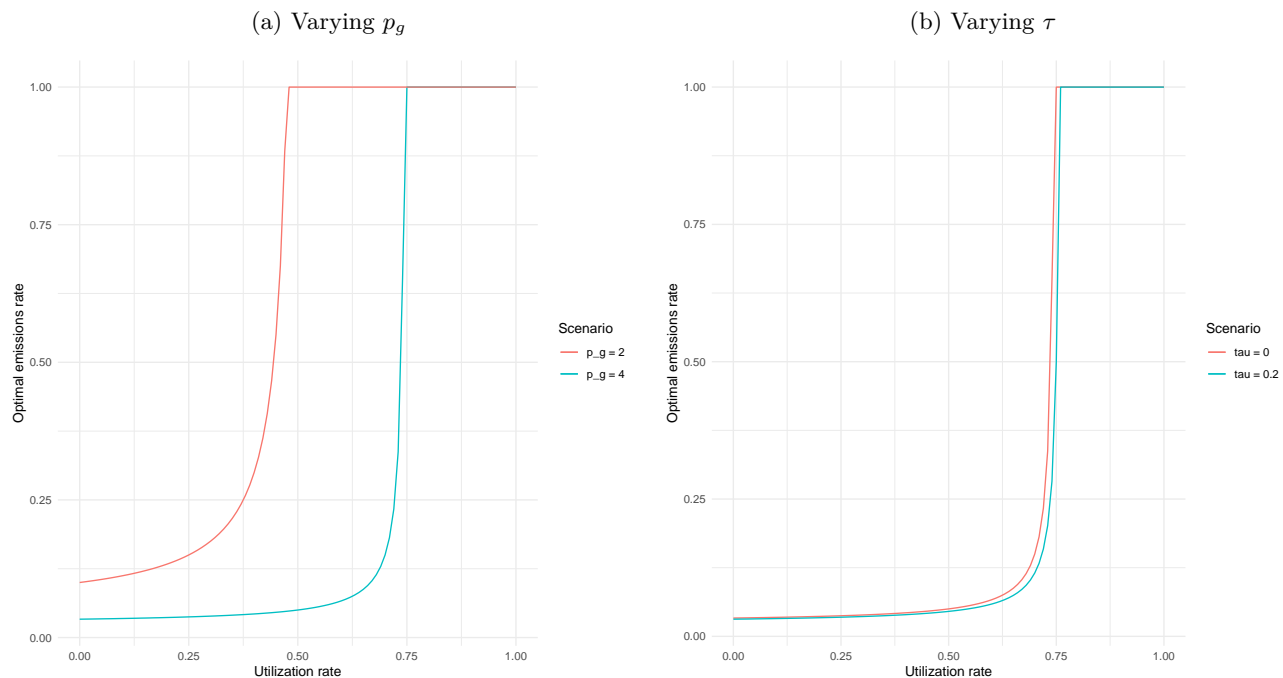 (a) Varying p_g
1.00
0.75
0.50
0.25
0.00
Optimal emissions rate
0.00 0.25 0.50 0.75 1.00
Utilization rate
Scenario
p_g = 2
p_g = 4
(b) Varying τ
1.00
0.75
0.50
0.25
0.00
Optimal emissions rate
0.00 0.25 0.50 0.75 1.00
Utilization rate
Scenario
tau = 0
tau = 0.2